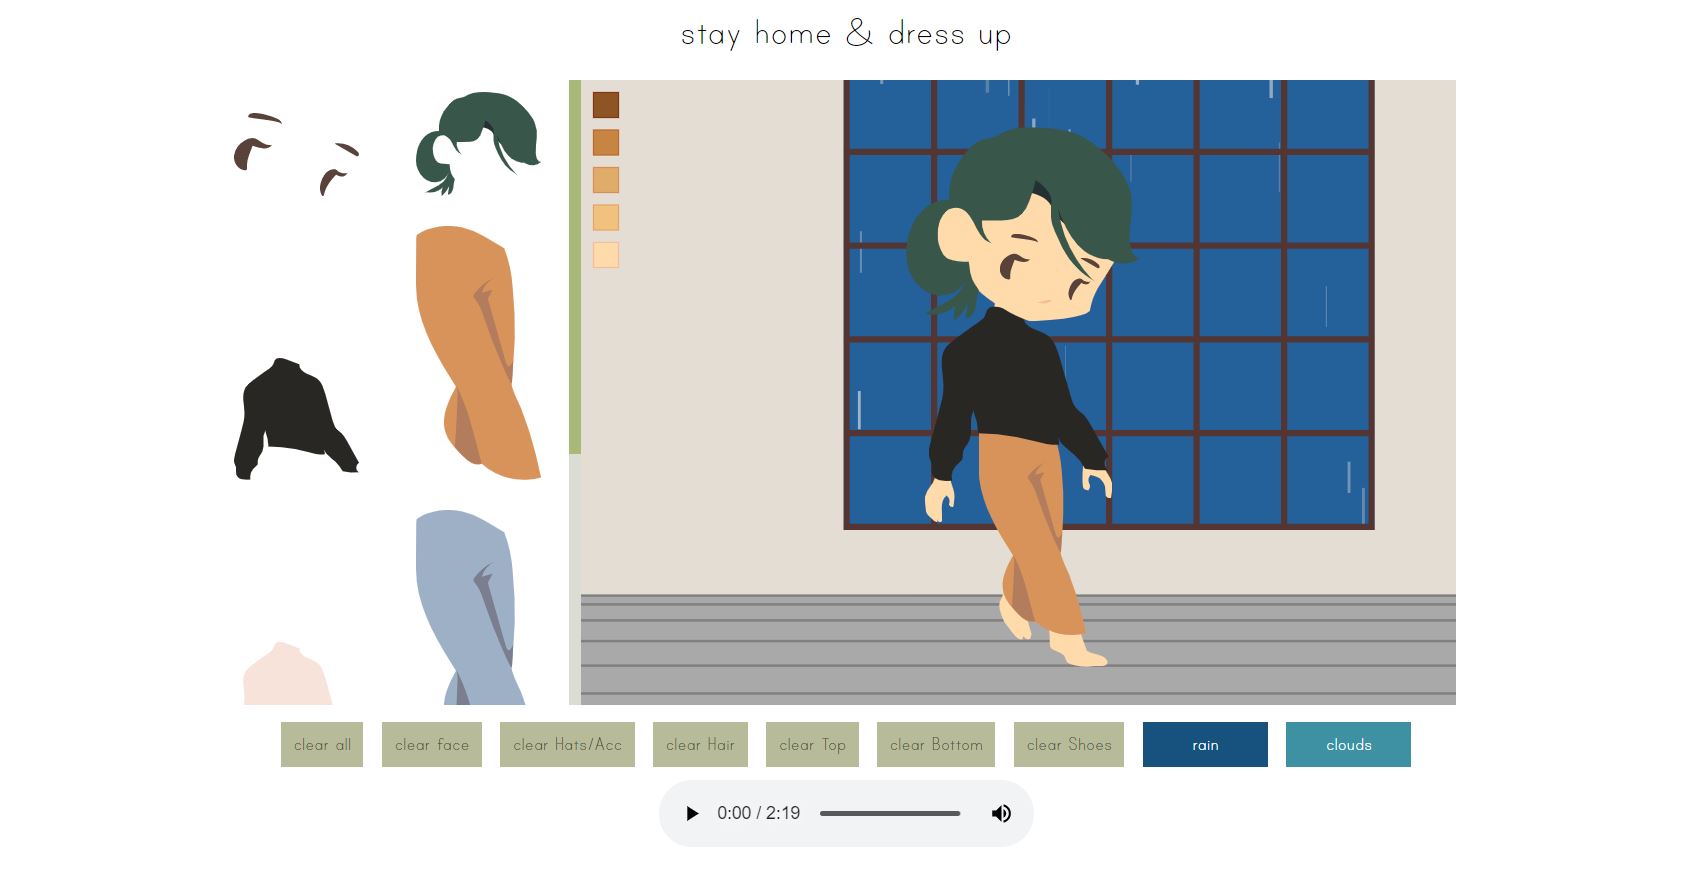 stay home & dress up
clear all
clear face
clear Hats/Acc
clear Hair
clear Top
clear Bottom
clear Shoes
rain
clouds
0:00 / 2:19